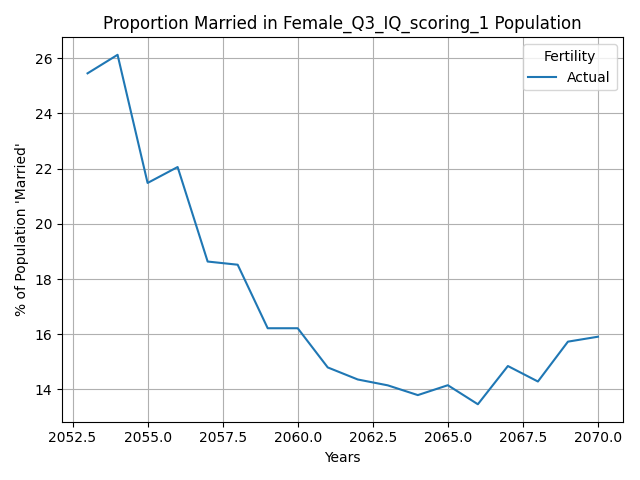 Proportion Married in Female_Q3_IQ_scoring_1 Population
Fertility
Actual
% of Population 'Married'
26
24
22
20
18
16
14
2052.5 2055.0 2057.5 2060.0 2062.5 2065.0 2067.5 2070.0
Years